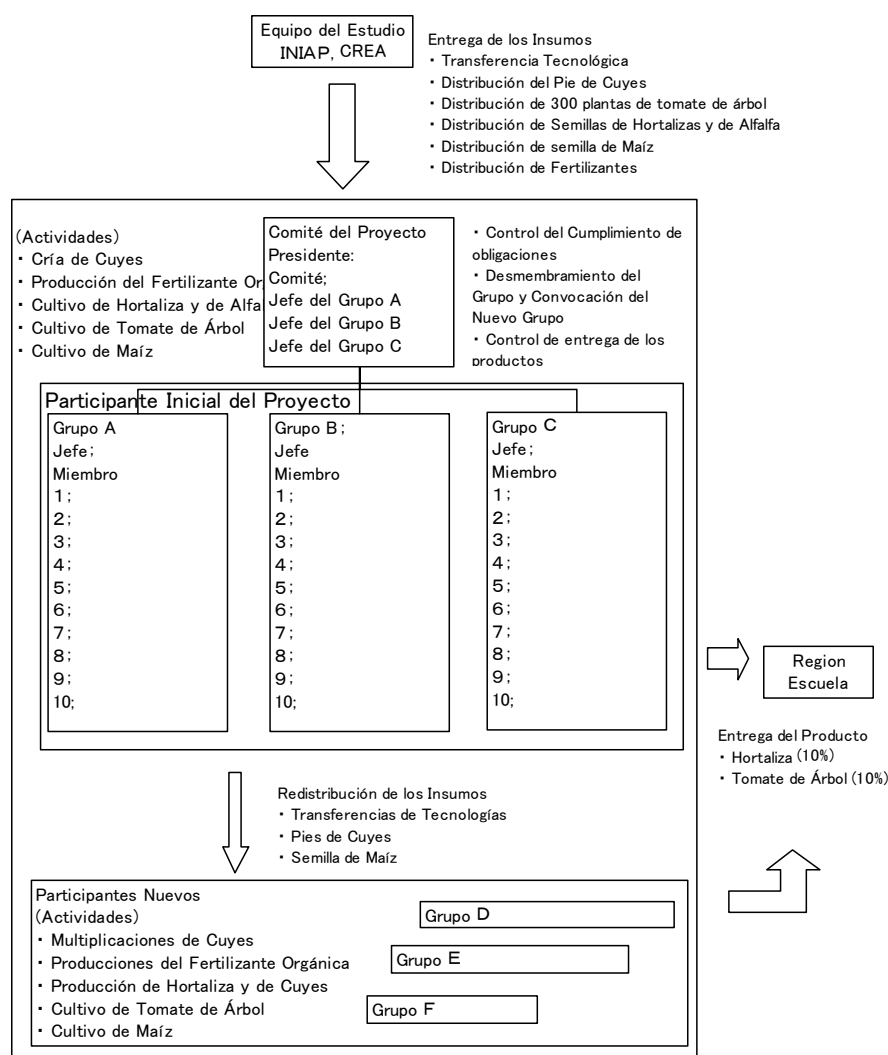 Equipo del Estudio
INIAP, CREA
Entrega de los Insumos
・Transferencia Tecnológica
・Distribución del Pie de Cuyes
・Distribución de 300 plantas de tomate de árbol
・Distribución de Semillas de Hortalizas y de Alfalfa
・Distribución de semilla de Maíz
・Distribución de Fertilizantes
(Actividades)
・Cría de Cuyes
・Producción del Fertilizante Or
・Cultivo de Hortaliza y de Alfa
・Cultivo de Tomate de Árbol
・Cultivo de Maíz
Comité del Proyecto
Presidente:
Comité;
Jefe del Grupo A
Jefe del Grupo B
Jefe del Grupo C
・Control del Cumplimiento de
obligaciones
・Desmembramiento del
Grupo y Convocación del
Nuevo Grupo
・Control de entrega de los
productos
Participante Inicial del Proyecto
Grupo A
Jefe;
Miembro
1;
2;
3;
4;
5;
6;
7;
8;
9;
10;
Grupo B;
Jefe
Miembro
1;
2;
3;
4;
5;
6;
7;
8;
9;
10;
Grupo C
Jefe;
Miembro
1;
2;
3;
4;
5;
6;
7;
8;
9;
10;
Region
Escuela
Entrega del Producto
・Hortaliza (10%)
・Tomate de Árbol (10%)
Redistribución de los Insumos
・Transferencias de Tecnologías
・Pies de Cuyes
・Semilla de Maíz
Participantes Nuevos
(Actividades)
・Multiplicaciones de Cuyes
・Producciones del Fertilizante Orgánica
・Producción de Hortaliza y de Cuyes
・Cultivo de Tomate de Árbol
・Cultivo de Maíz
Grupo D
Grupo E
Grupo F